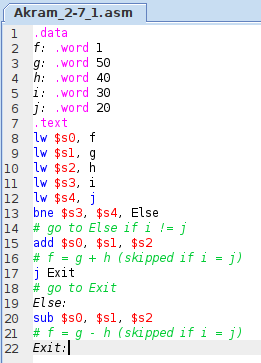 Akram_2-7_1.asm
1 .data
2 f: .word 1
3 g: .word 50
4 h: .word 40
5 i: .word 30
6 j: .word 20
7 .text
8 lw $s0, f
9 lw $s1, g
10 lw $s2, h
11 lw $s3, i
12 lw $s4, j
13 bne $s3, $s4, Else
14 # go to Else if i != j
15 add $s0, $s1, $s2
16 # f = g + h (skipped if i = j)
17 j Exit
18 # go to Exit
19 Else:
20 sub $s0, $s1, $s2
21 # f = g - h (skipped if i = j)
22 Exit: